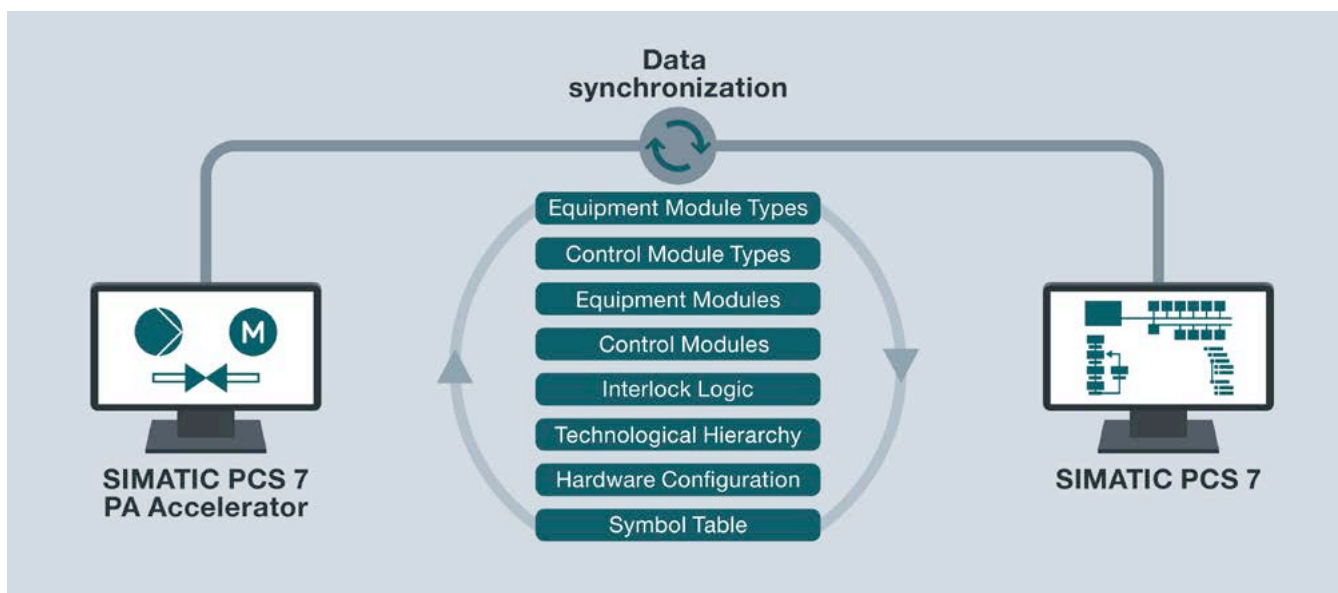 Data
synchronization
Equipment Module Types
Control Module Types
Equipment Modules
Control Modules
Interlock Logic
Technological Hierarchy
Hardware Configuration
Symbol Table
M
SIMATIC PCS 7
PA Accelerator
SIMATIC PCS 7